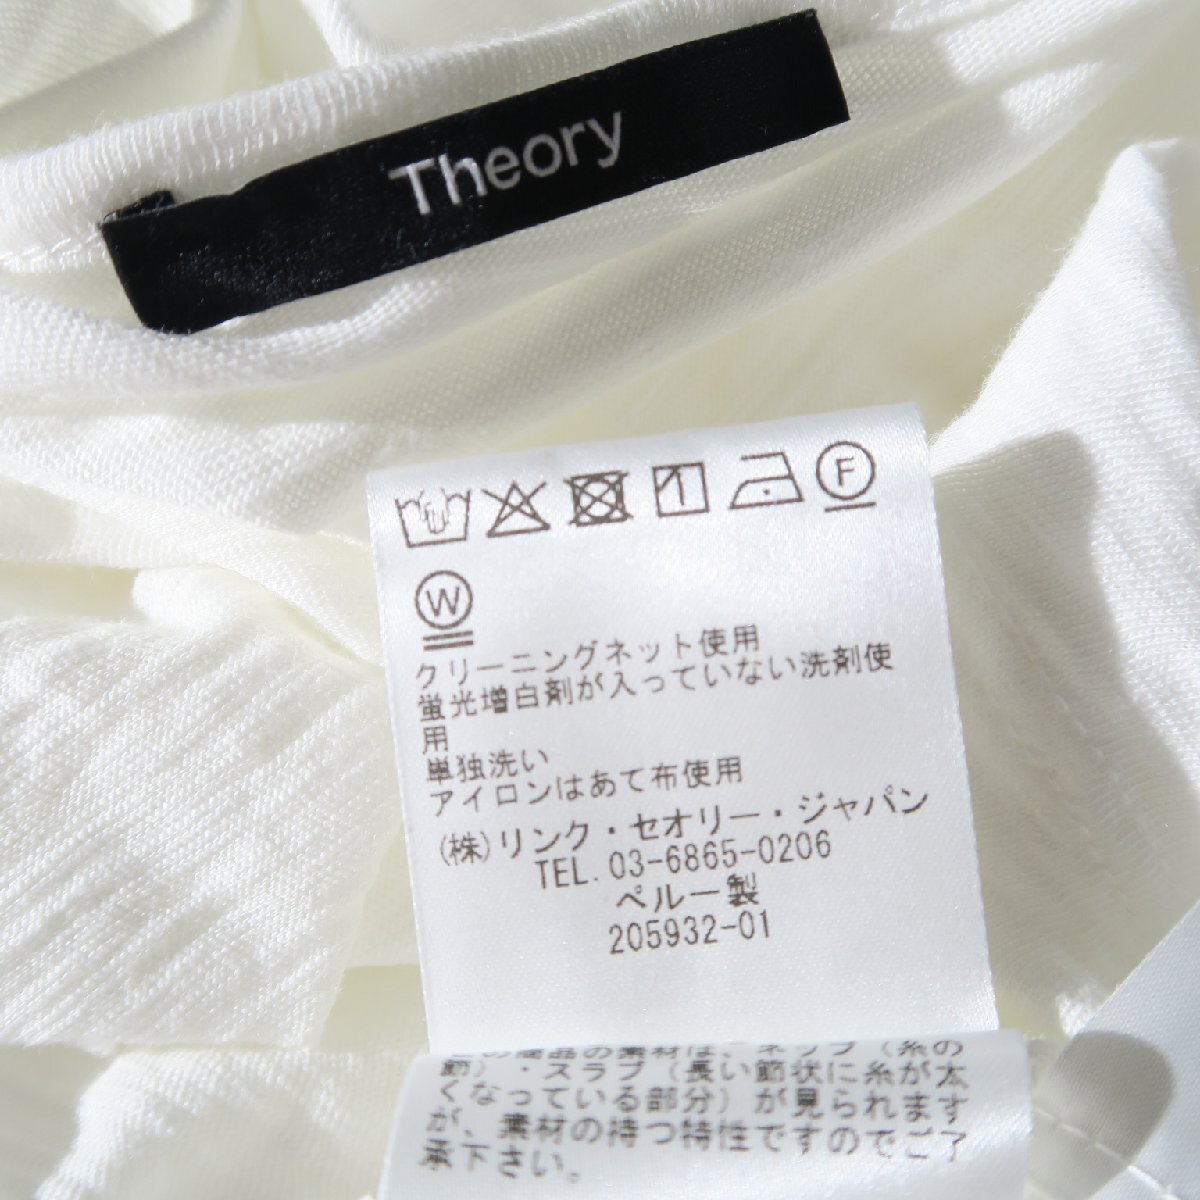 Theory
F
W
クリーニングネット使用
蛍光増白剤が入っていない洗剤使
用
単独洗い
アイロンはあて布使用
(株)リンク・セオリー・ジャパン
TEL. 03-6865-0206
ペルー製
205932-01
の商品の素材は、ネップ(糸の
節)・スラブ(長い節状に糸が太
くなっている部分)が見られます
が、素材の持つ特性ですのでご了
承下さい。